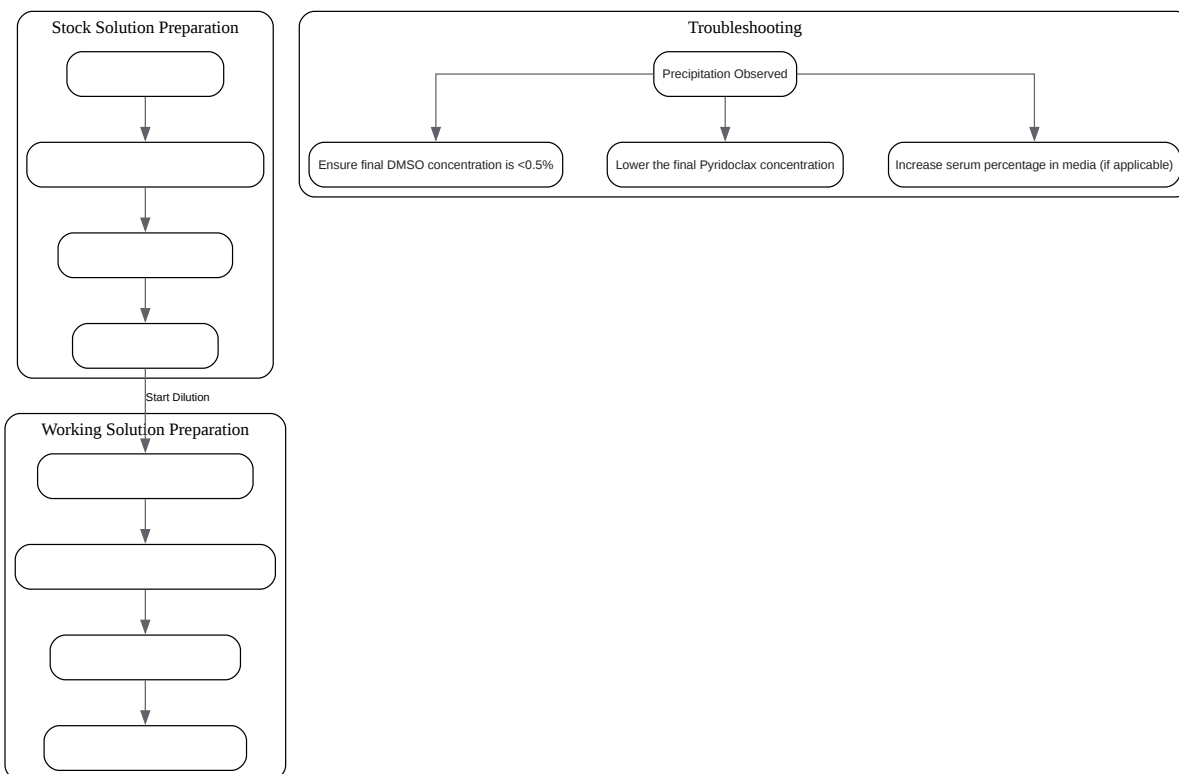 Stock Solution Preparation
Start Dilution
Working Solution Preparation
Troubleshooting
Precipitation Observed
Ensure final DMSO concentration is <0.5%
Lower the final Pyridoclax concentration
Increase serum percentage in media (if applicable)